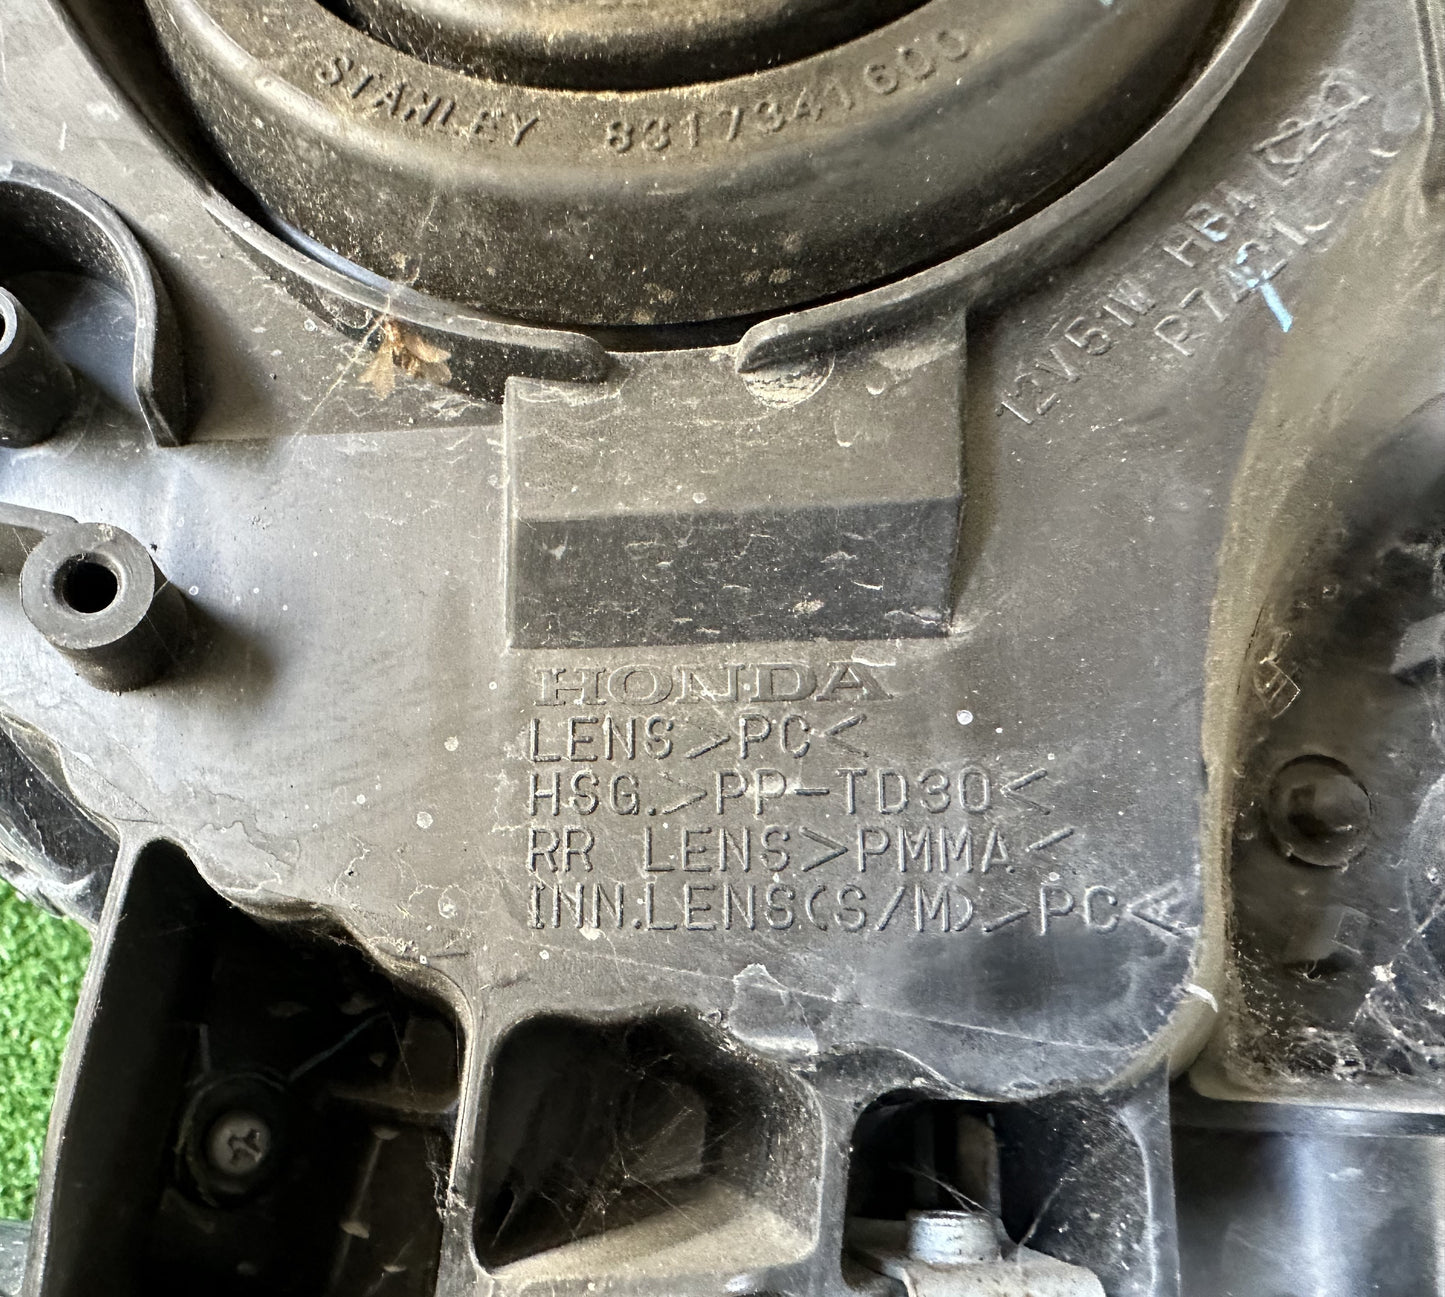 STANLEY 8317341600
12V51W HB4
HONDA
LENS>PC<
HSG.>PP-TD30<
RR LENS>PMMA<
INN.LENS(S/M)>PC<